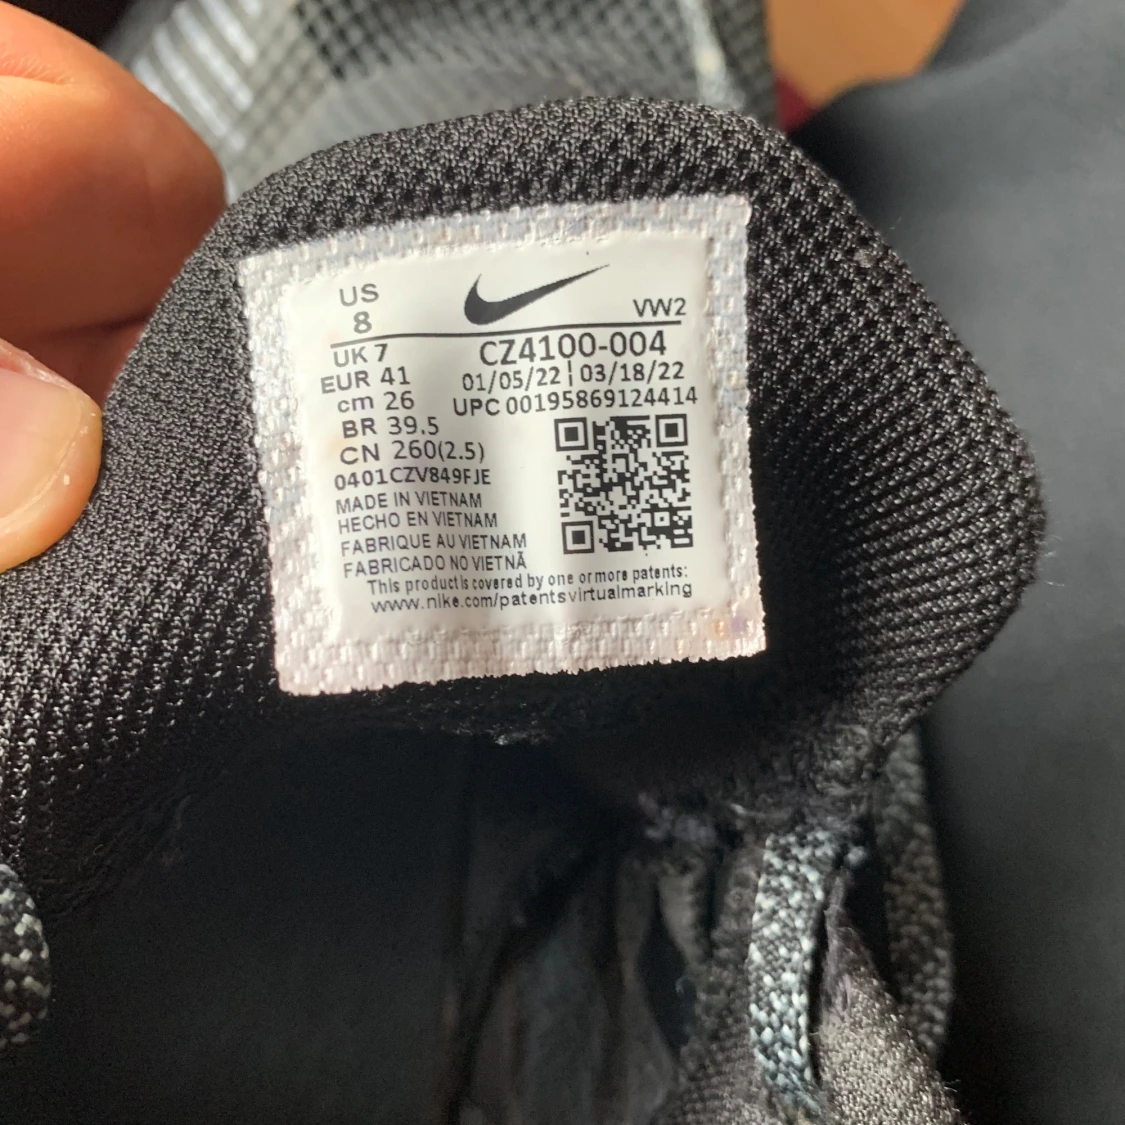 US
8
VW2
UK 7
CZ4100-004
EUR 41
01/05/22 | 03/18/22
cm 26
UPC 00195869124414
BR 39.5
CN 260(2.5)
0401CZV849FJE
MADE IN VIETNAM
HECHO EN VIETNAM
FABRIQUE AU VIETNAM
FABRICADO NO VIETNÃ
This product is covered by one or more patents:
www.nike.com/patentsvirtualmarking